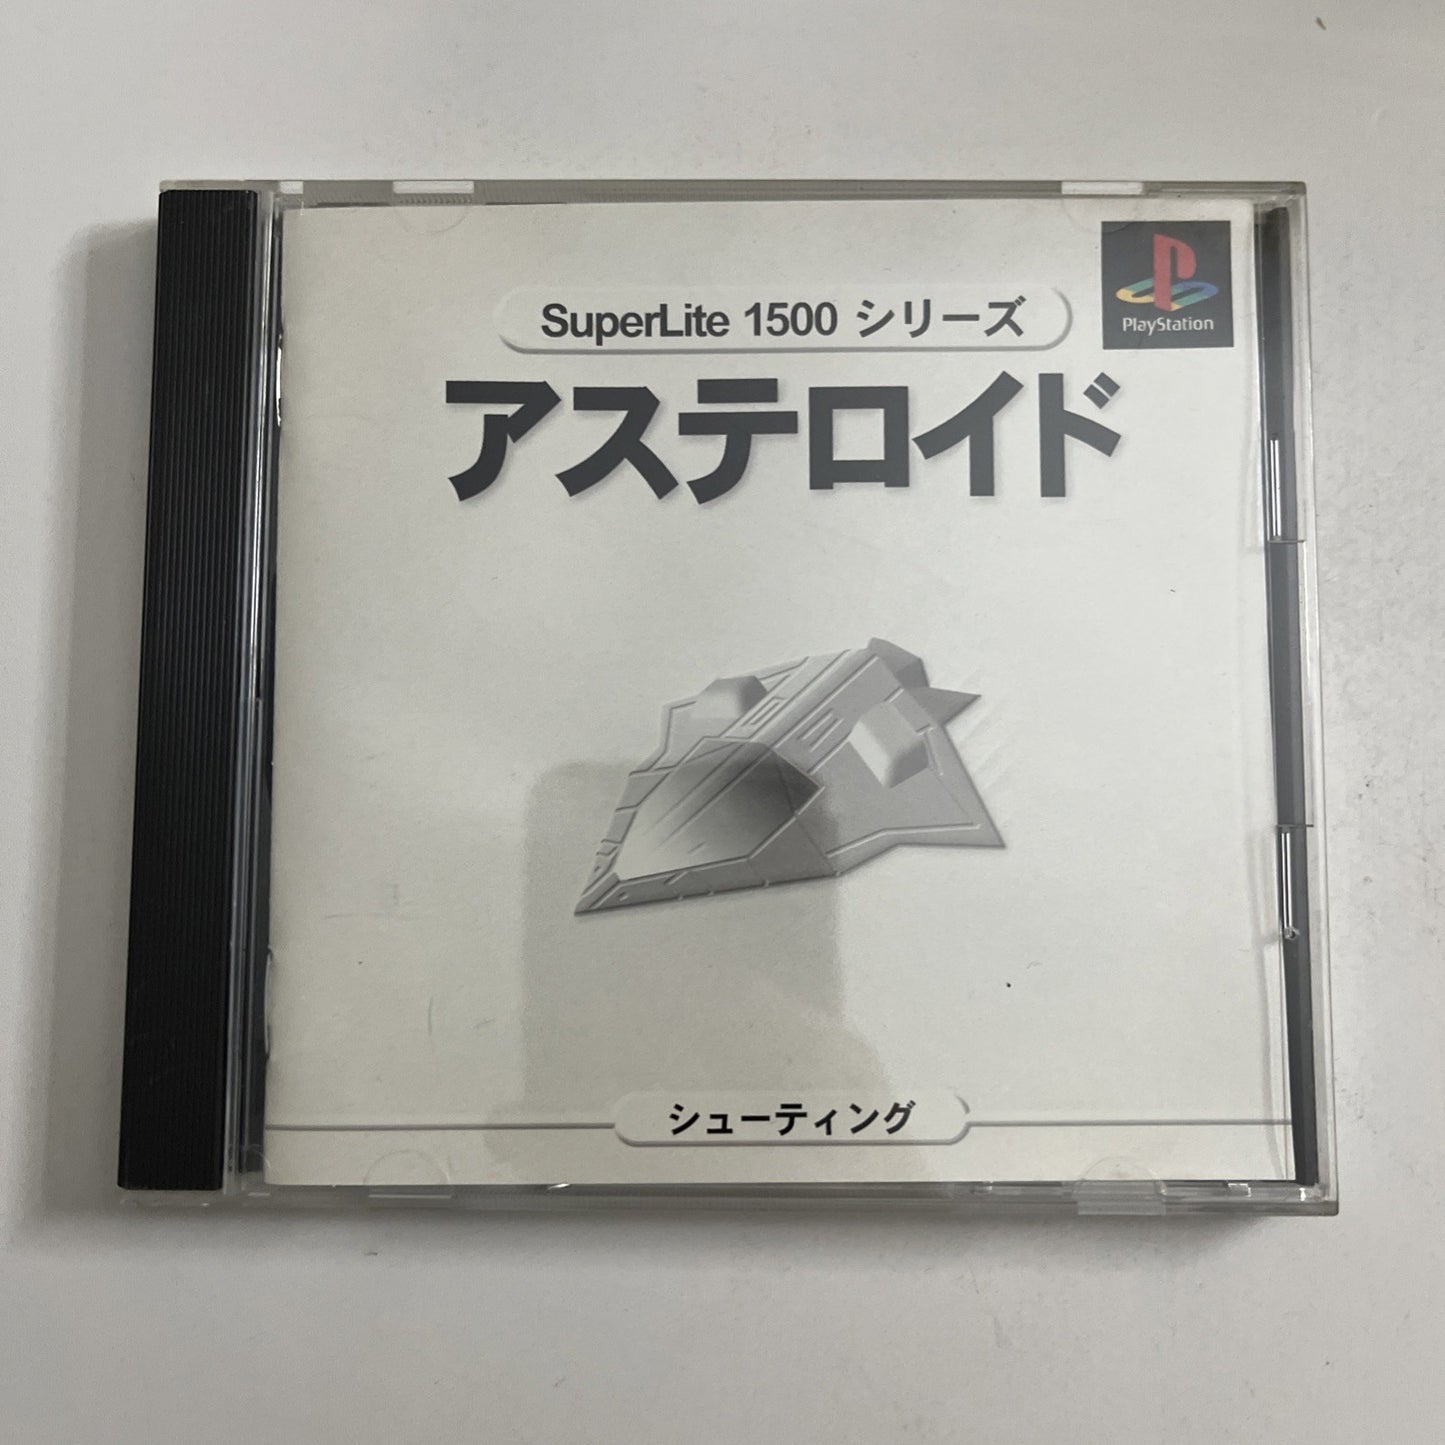 PlayStation
SuperLite 1500 シリーズ
アステロイド
シューティング